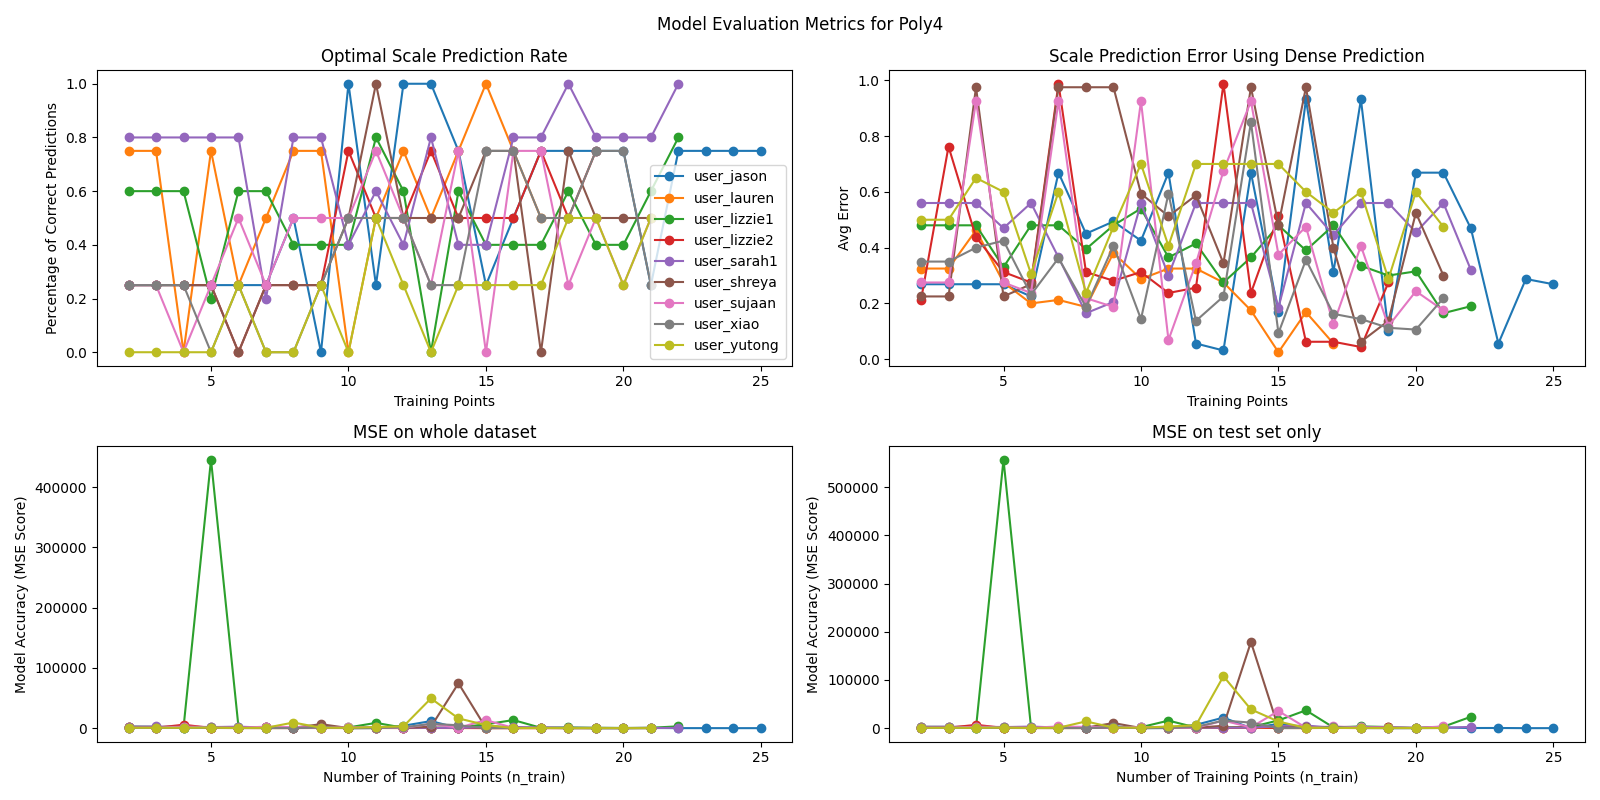 Model Evaluation Metrics for Poly4
Optimal Scale Prediction Rate
Percentage of Correct Predictions
1.0
0.8
0.6
0.4
0.2
0.0
5 10 15 20 25
Training Points
user_jason
user_lauren
user_lizzie1
user_lizzie2
user_sarah1
user_shreya
user_sujaan
user_xiao
user_yutong
Scale Prediction Error Using Dense Prediction
Avg Error
1.0
0.8
0.6
0.4
0.2
0.0
5 10 15 20 25
Training Points
MSE on whole dataset
Model Accuracy (MSE Score)
400000
300000
200000
100000
0
5 10 15 20 25
Number of Training Points (n_train)
MSE on test set only
Model Accuracy (MSE Score)
500000
400000
300000
200000
100000
0
5 10 15 20 25
Number of Training Points (n_train)